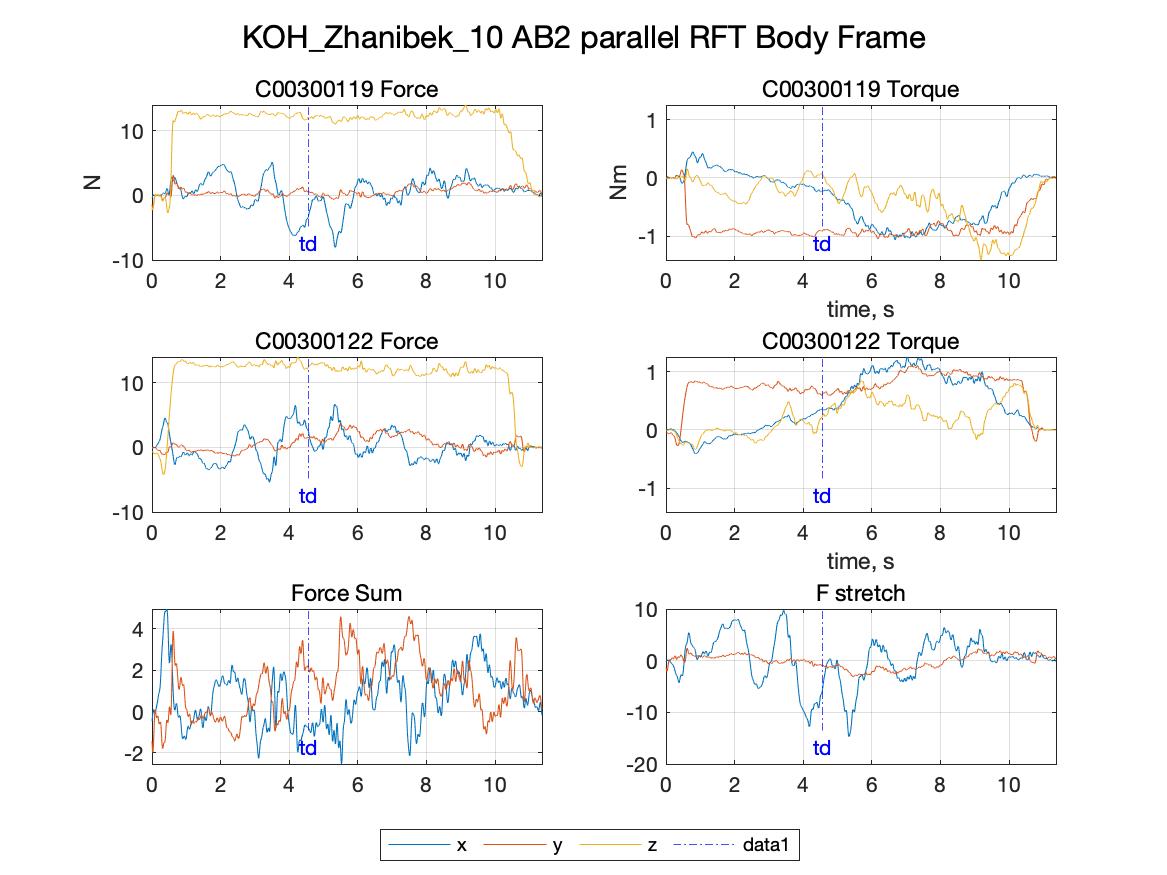 KOH_Zhanibek_10 AB2 parallel RFT Body Frame
C00300119 Force
N
10
0
-10
td
0 2 4 6 8 10
C00300119 Torque
Nm
1
0
-1
td
0 2 4 6 8 10
time, s
C00300122 Force
10
0
-10
td
0 2 4 6 8 10
C00300122 Torque
1
0
-1
td
0 2 4 6 8 10
time, s
Force Sum
4
2
0
-2
td
0 2 4 6 8 10
F stretch
10
0
-10
-20
td
0 2 4 6 8 10
x y z data1